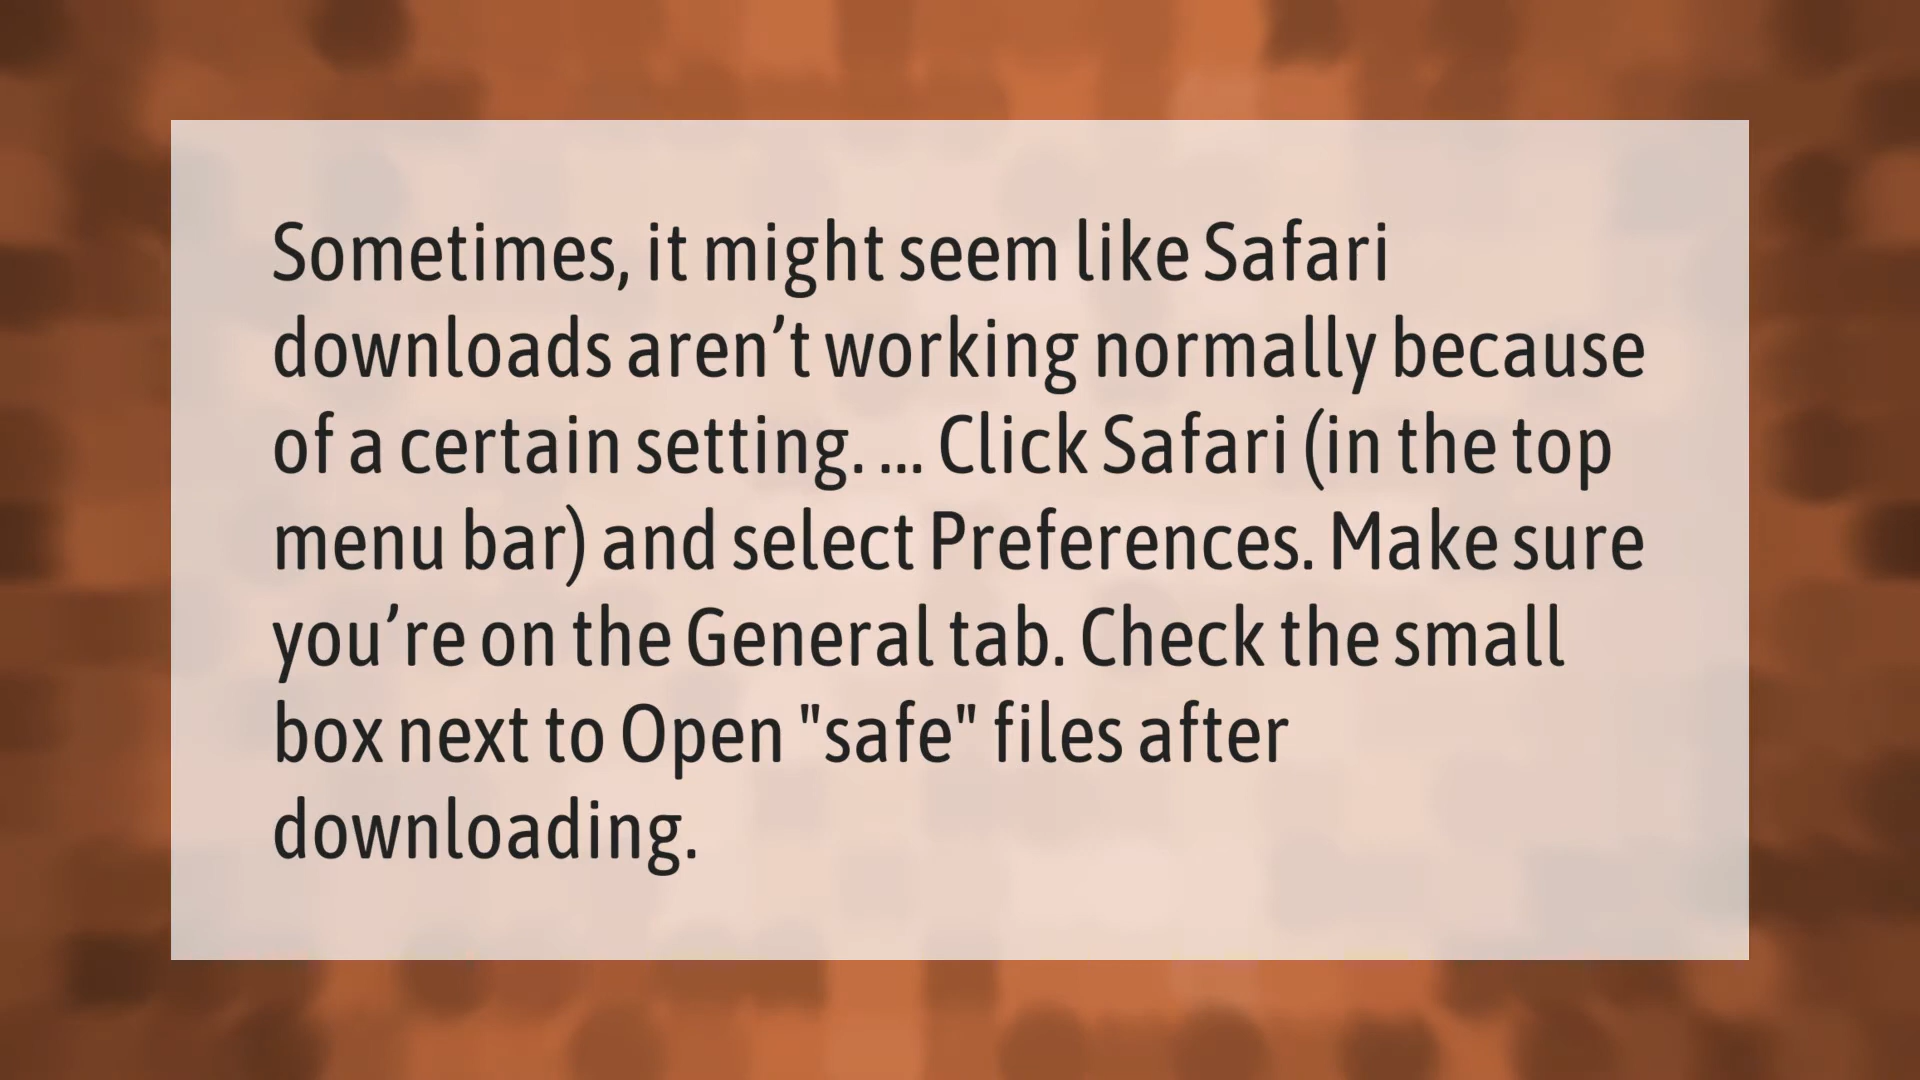 Sometimes, it might seem like Safari
downloads aren’t working normally because
of a certain setting. ... Click Safari (in the top
menu bar) and select Preferences. Make sure
you’re on the General tab. Check the small
box next to Open "safe" files after
downloading.